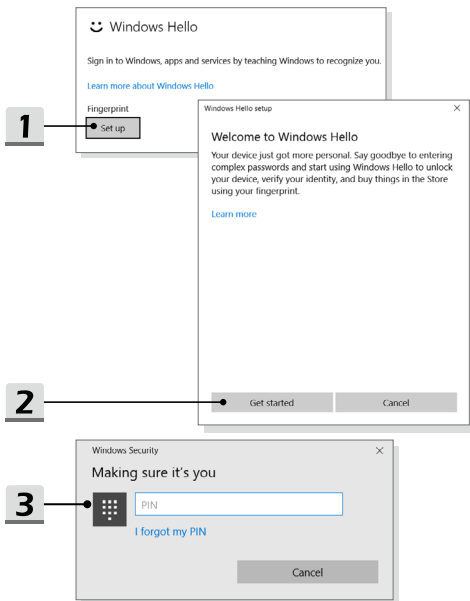 Windows Hello
Sign in to Windows, apps and services by teaching Windows to recognize you.
Learn more about Windows Hello
Fingerprint
1
Set up
Windows Hello setup
Welcome to Windows Hello
Your device just got more personal. Say goodbye to entering
complex passwords and start using Windows Hello to unlock
your device, verify your identity, and buy things in the Store
using your fingerprint.
Learn more
2
Get started
Cancel
Windows Security
Making sure it's you
3
PIN
I forgot my PIN
Cancel